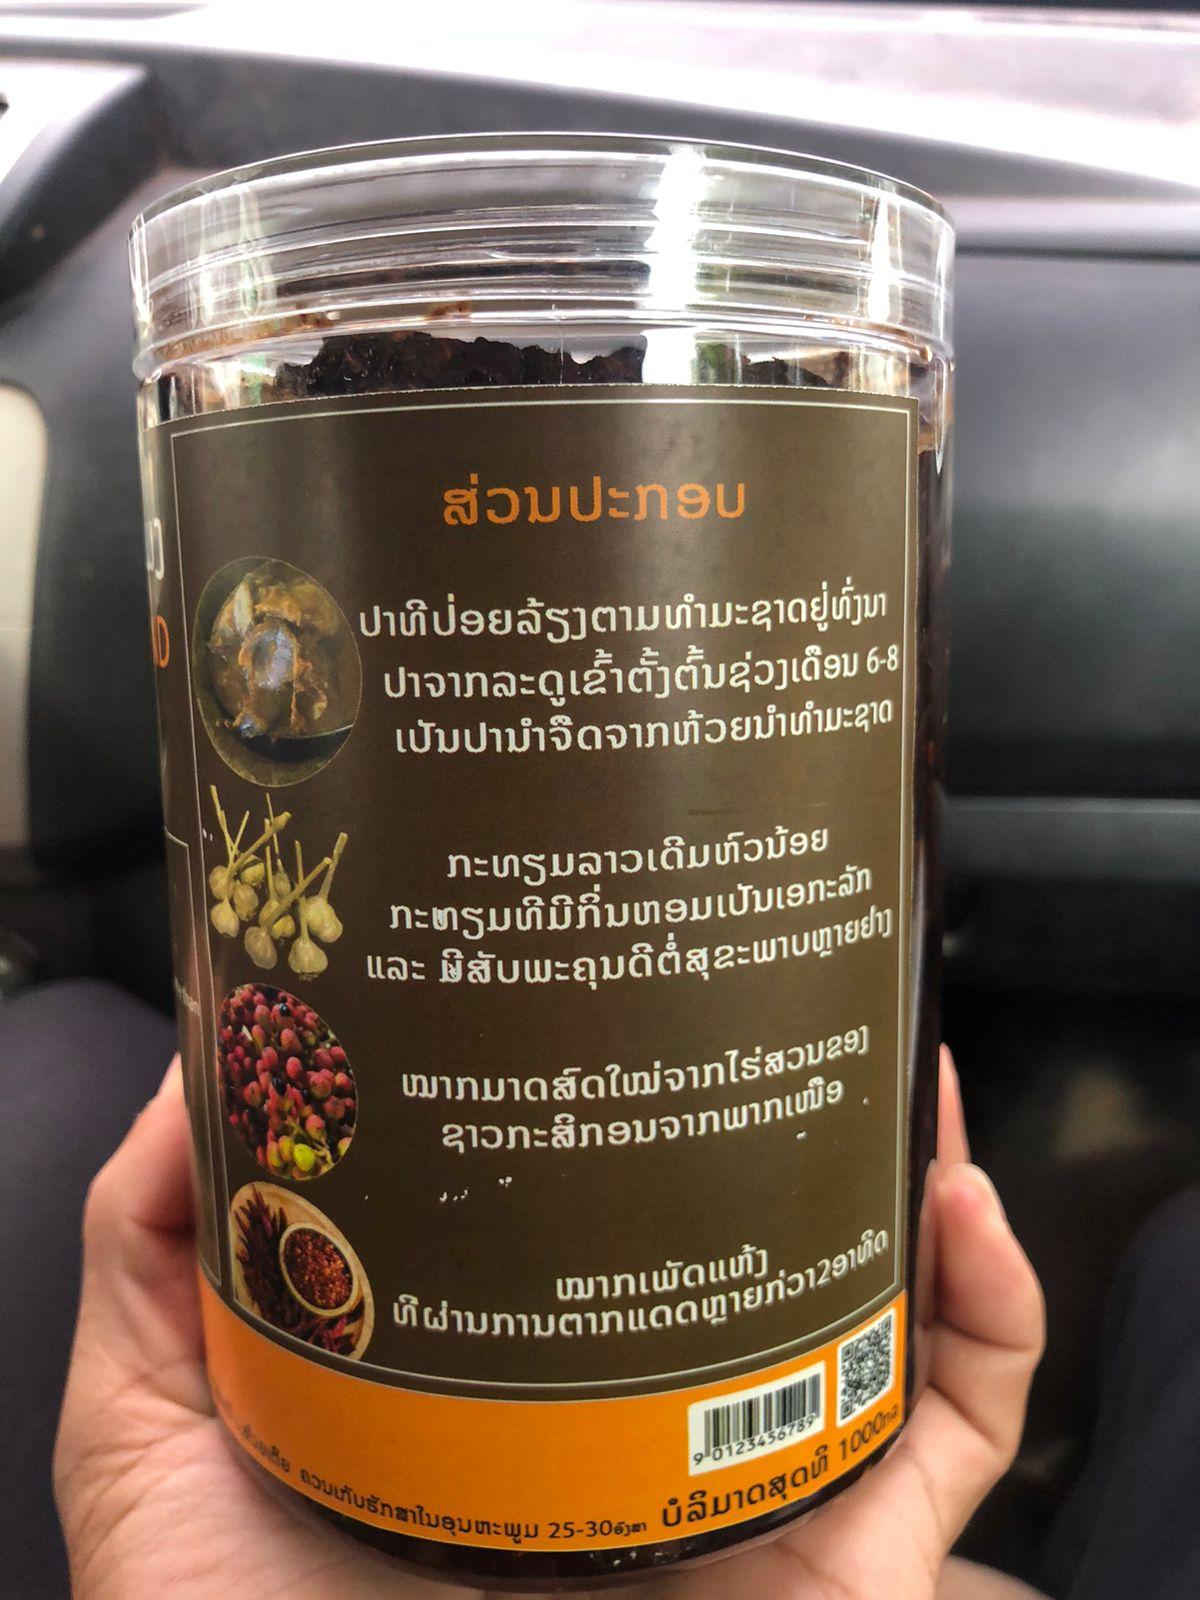 ສ່ວນປະກອບ
ປາທີປ່ອຍລ້ຽງຕາມທຳມະຊາດຢູ່ທົ່ງນາ
ປາຈາກລະດູເຂົ້າຕັ້ງຕົ້ນຊ່ວງເດືອນ 6-8
ເປັນປານຳຈືດຈາກຫ້ວຍນຳທຳມະຊາດ
ກະທຽມລາວເດີມຫົວນ້ອຍ
ກະທຽມທີມີກິ່ນຫອມເປັນເອກະລັກ
ແລະ ມີສັບພະຄຸນດີຕໍ່ສຸຂະພາບຫຼາຍຢ່າງ
ໝາກມາດສົດໃໝ່ຈາກໄຮ່ສວນຂອງ
ຊາວກະສິກອນຈາກພາກເໜືອ
ໝາກເພັດແຫ້ງ
ທີຜ່ານການຕາກແດດຫຼາຍກ່ວາ2ອາທິດ
9 0123456789
ຄວນເກັບຮັກສາໃນອຸນຫະພູມ 25-30ອົງສາ
ບໍລິມາດສຸດທິ 1000ກຣ